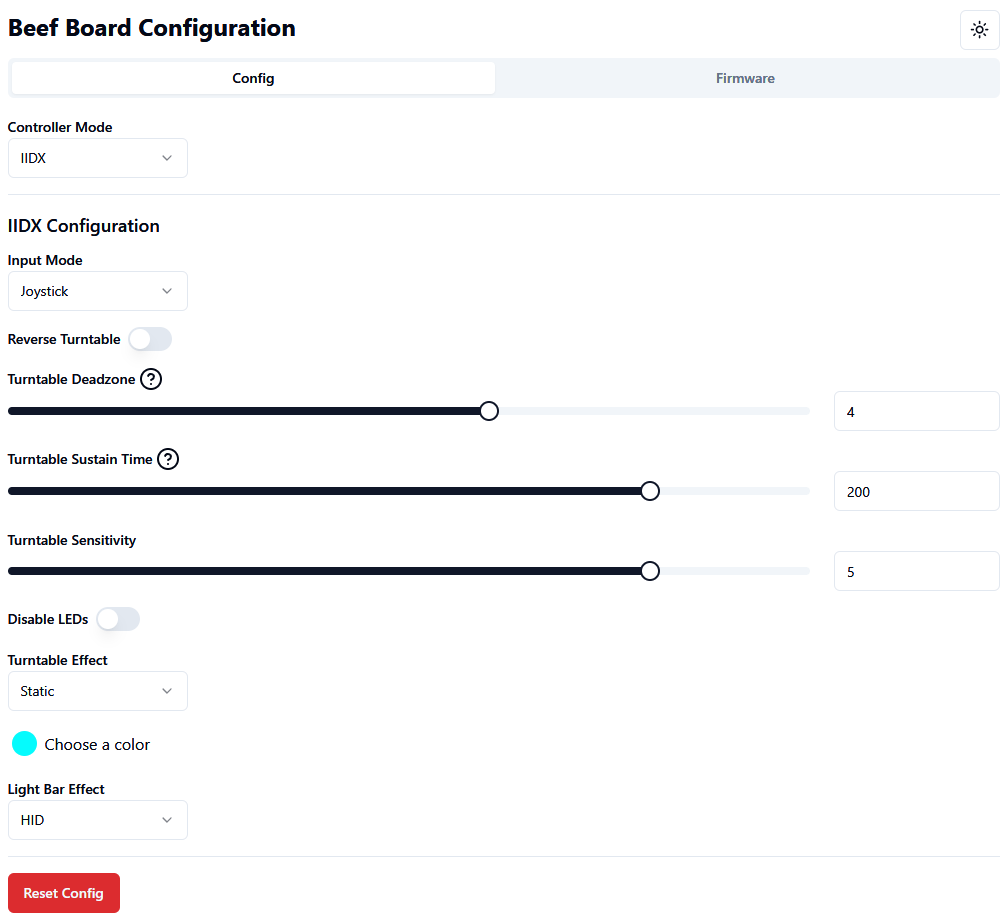 Beef Board Configuration
Config
Firmware
Controller Mode
IIDX
IIDX Configuration
Input Mode
Joystick
Reverse Turntable
Turntable Deadzone ?
4
Turntable Sustain Time ?
200
Turntable Sensitivity
5
Disable LEDs
Turntable Effect
Static
Choose a color
Light Bar Effect
HID
Reset Config